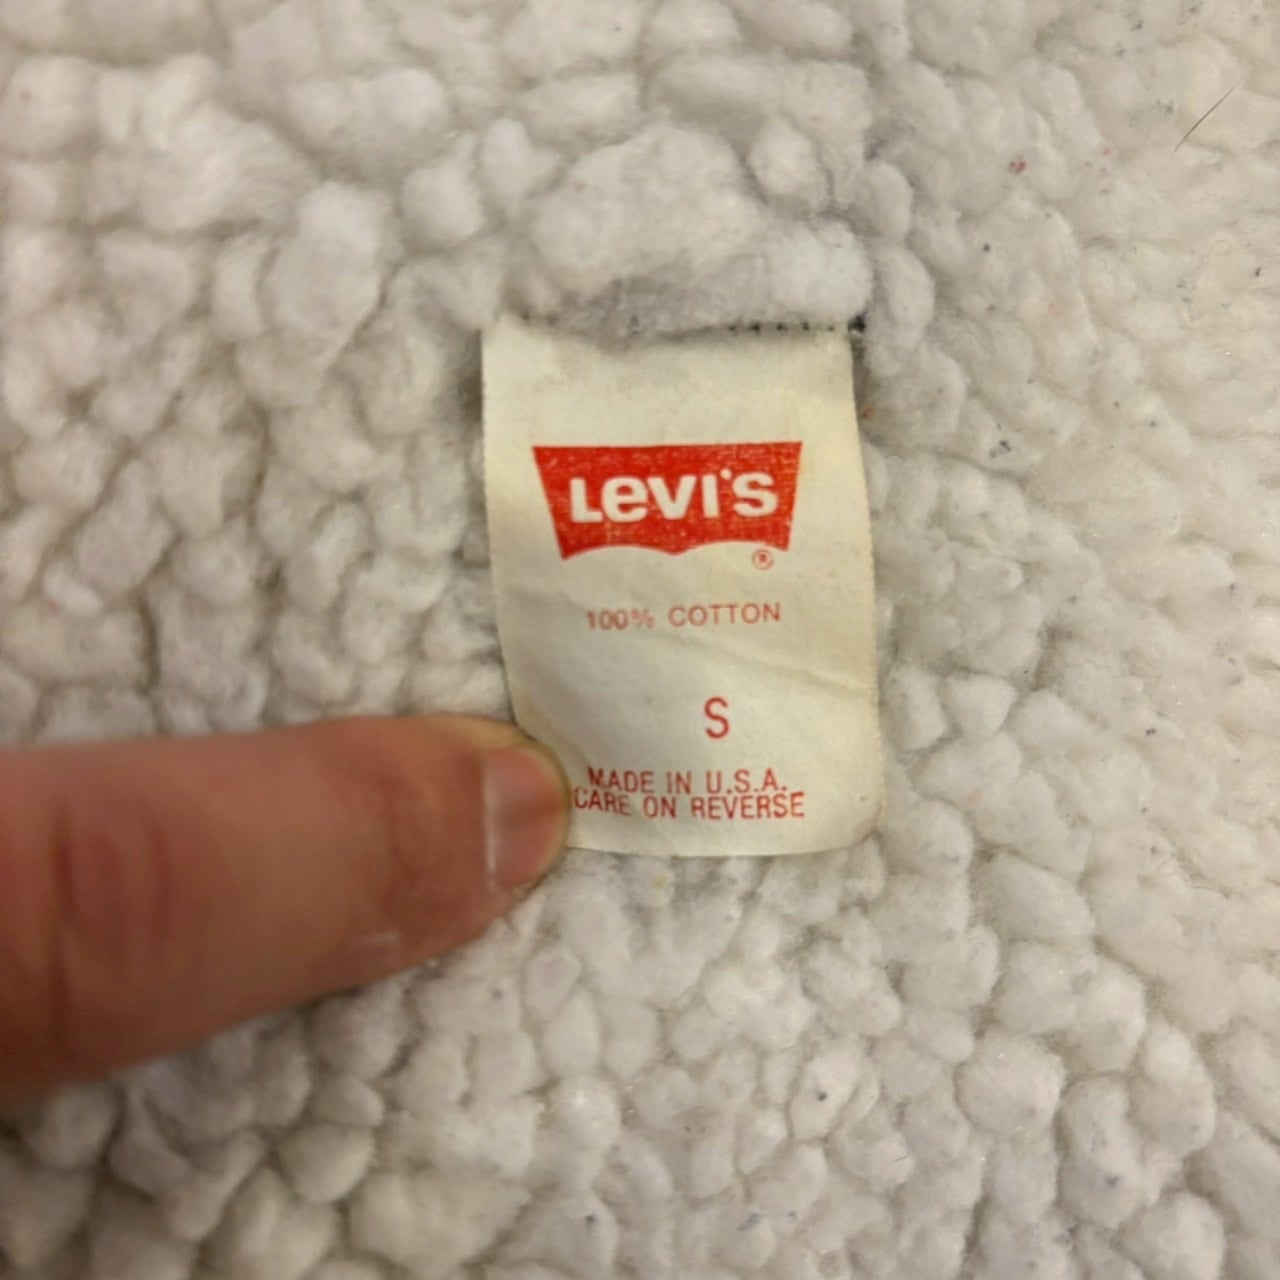 Levi's ®
100% COTTON
S
MADE IN U.S.A.
CARE ON REVERSE